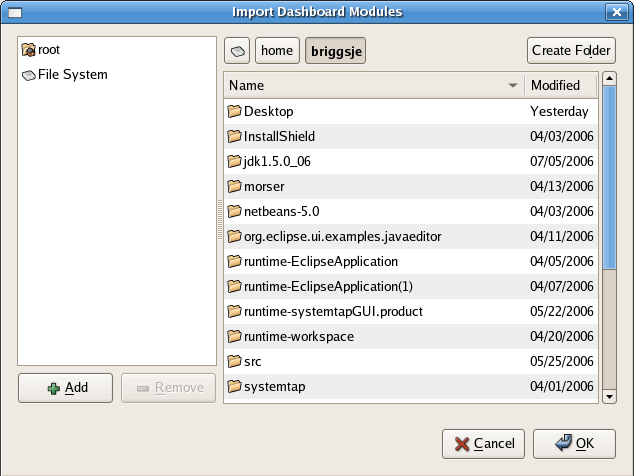 Import Dashboard Modules
root
File System
home
briggsje
Create Folder
Name Modified
Desktop Yesterday
InstallShield 04/03/2006
jdk1.5.0_06 07/05/2006
morser 04/13/2006
netbeans-5.0 04/03/2006
org.eclipse.ui.examples.javaeditor 04/11/2006
runtime-EclipseApplication 04/05/2006
runtime-EclipseApplication(1) 04/07/2006
runtime-systemtapGUI.product 05/22/2006
runtime-workspace 04/20/2006
src 05/25/2006
systemtap 04/01/2006
Add
Remove
Cancel
OK